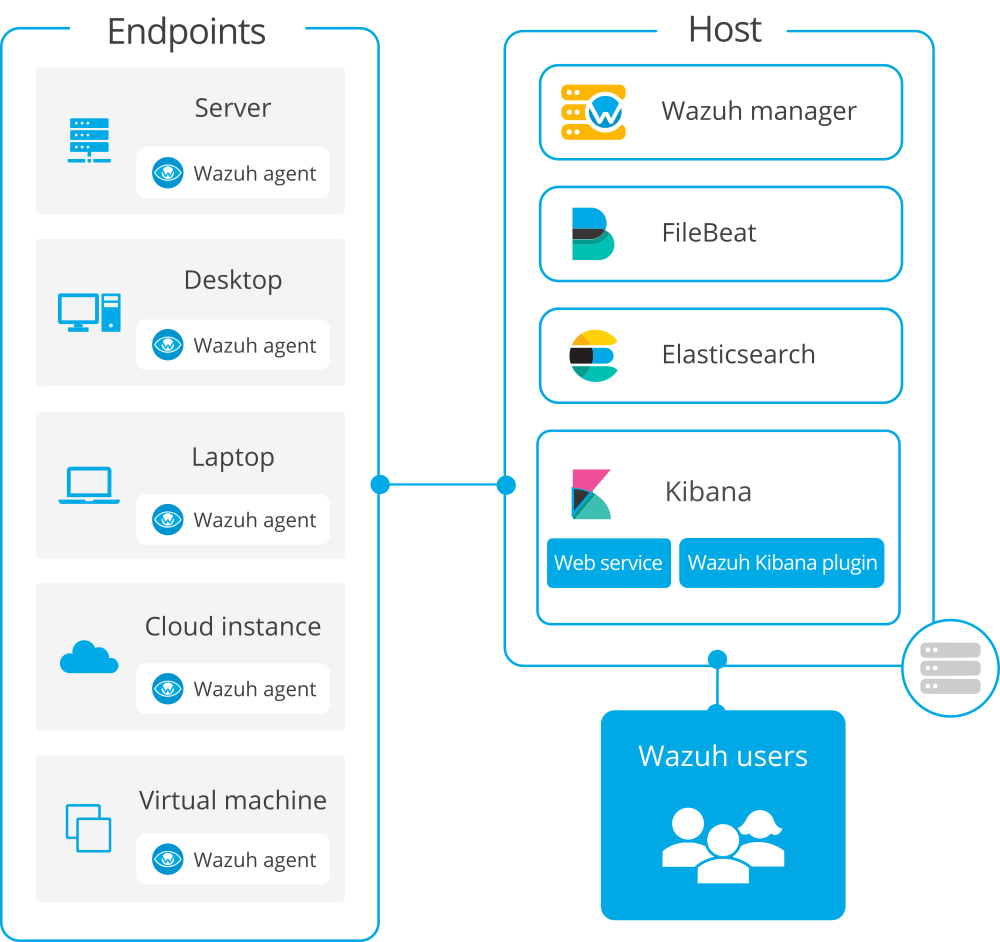 Endpoints
Server
Wazuh agent
Desktop
Wazuh agent
Laptop
Wazuh agent
Cloud instance
Wazuh agent
Virtual machine
Wazuh agent
Host
Wazuh manager
FileBeat
Elasticsearch
Kibana
Web service
Wazuh Kibana plugin
Wazuh users